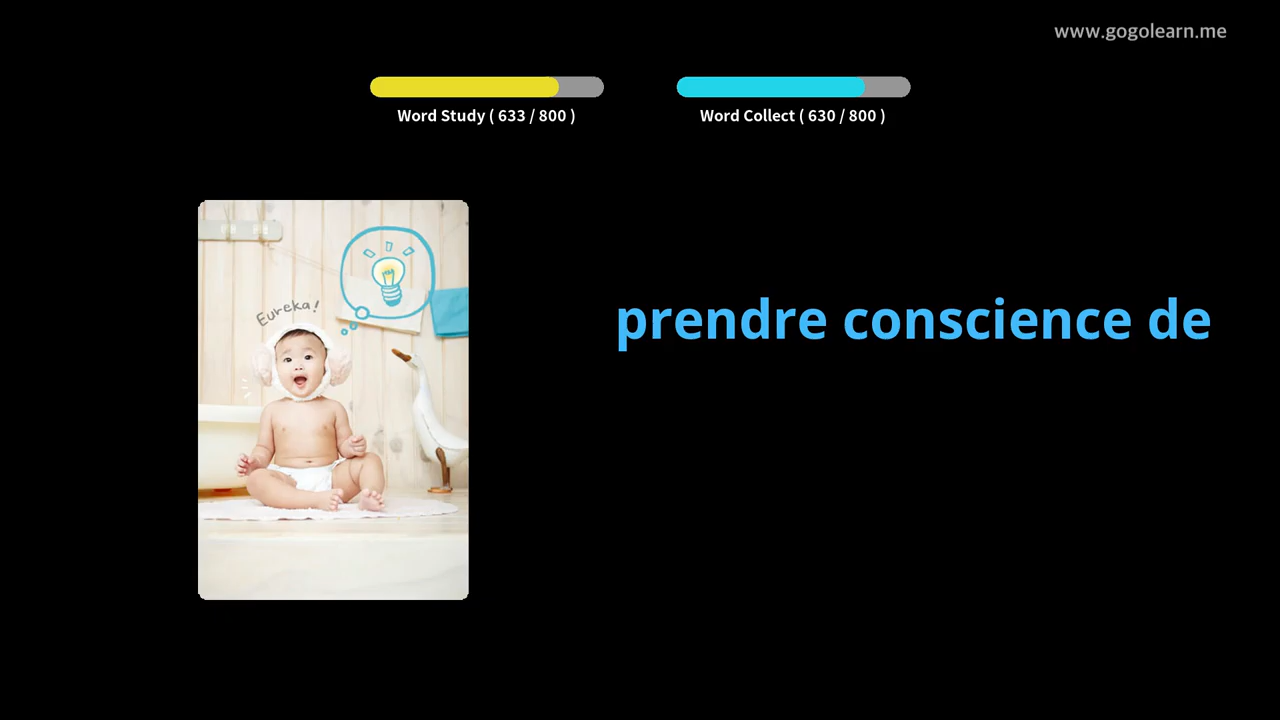 www.gogolearn.me
Word Study ( 633 / 800 )
Word Collect ( 630 / 800 )
Eureka!
prendre conscience de